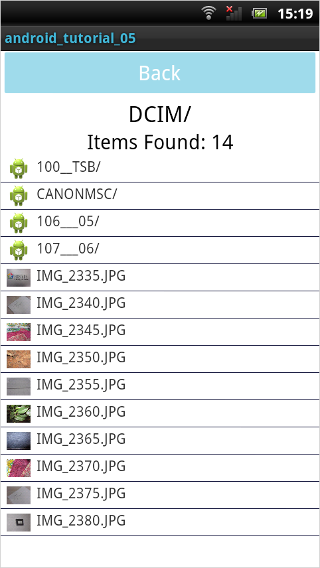 15:19
android_tutorial_05
Back
DCIM/
Items Found: 14
100__TSB/
CANONMSC/
106___05/
107___06/
IMG_2335.JPG
IMG_2340.JPG
IMG_2345.JPG
IMG_2350.JPG
IMG_2355.JPG
IMG_2360.JPG
IMG_2365.JPG
IMG_2370.JPG
IMG_2375.JPG
IMG_2380.JPG